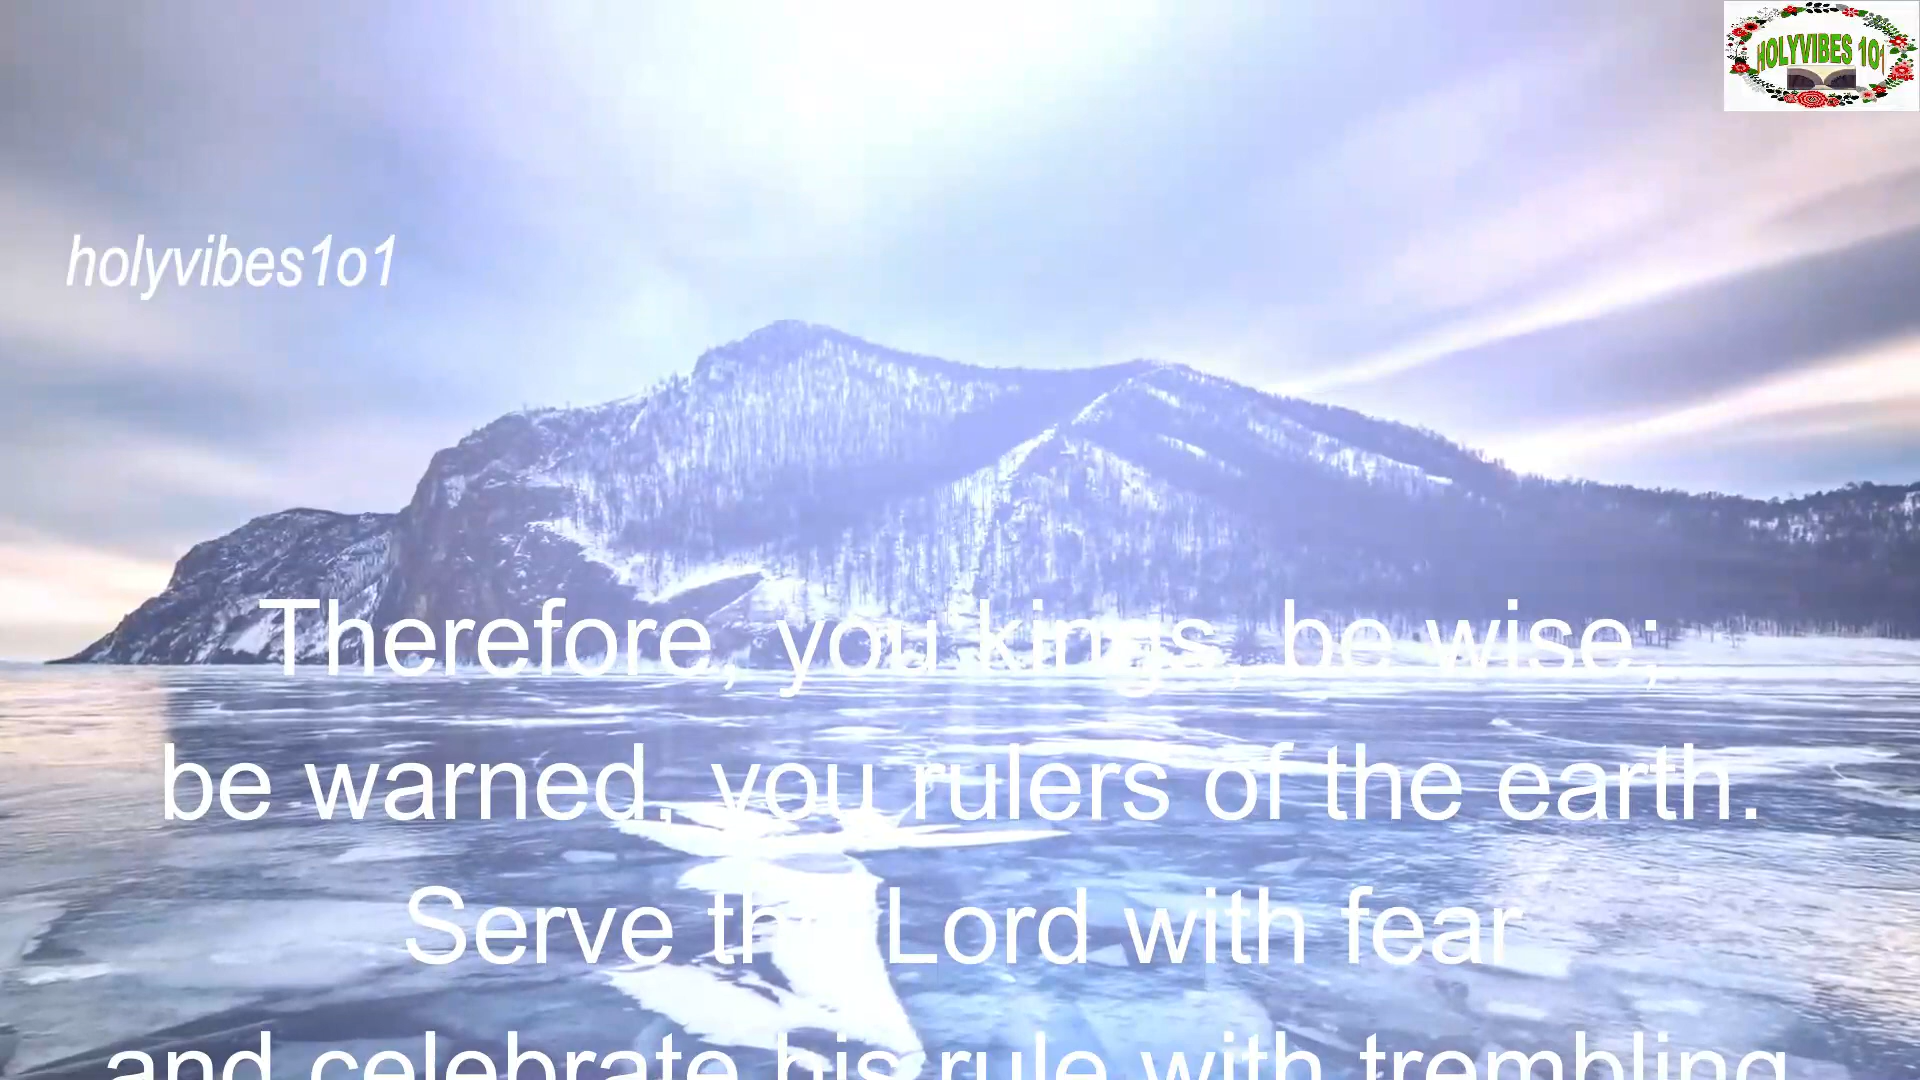 HOLYVIBES 101
holyvibes1o1
Therefore, you kings, be wise;
be warned, you rulers of the earth.
Serve the Lord with fear
and celebrate his rule with trembling